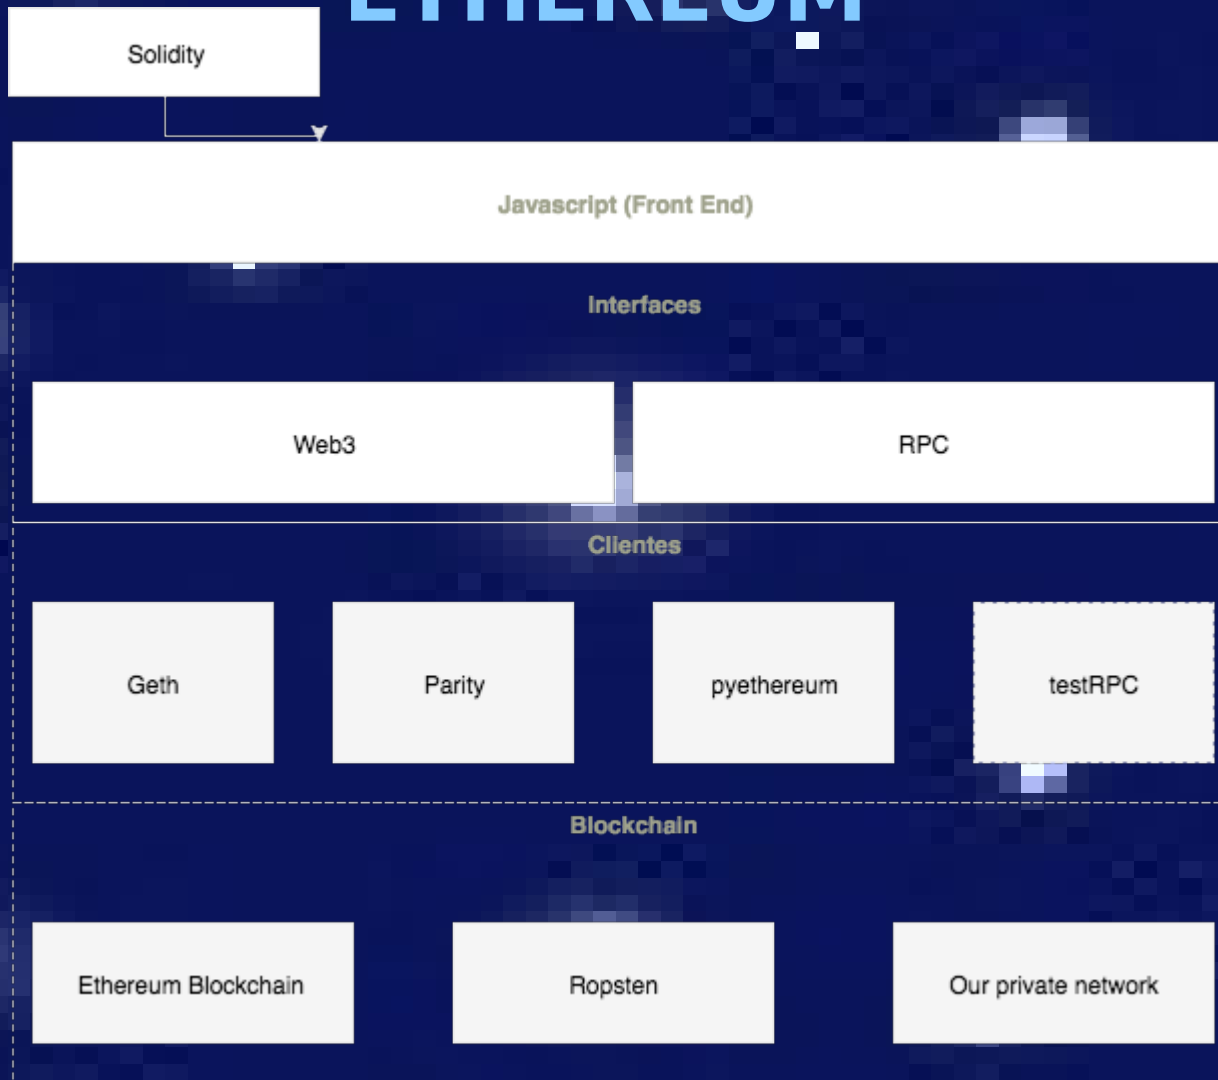 ETHEREUM
Solidity
Javascript (Front End)
Interfaces
Web3
RPC
Clientes
Geth
Parity
pyethereum
testRPC
Blockchain
Ethereum Blockchain
Ropsten
Our private network